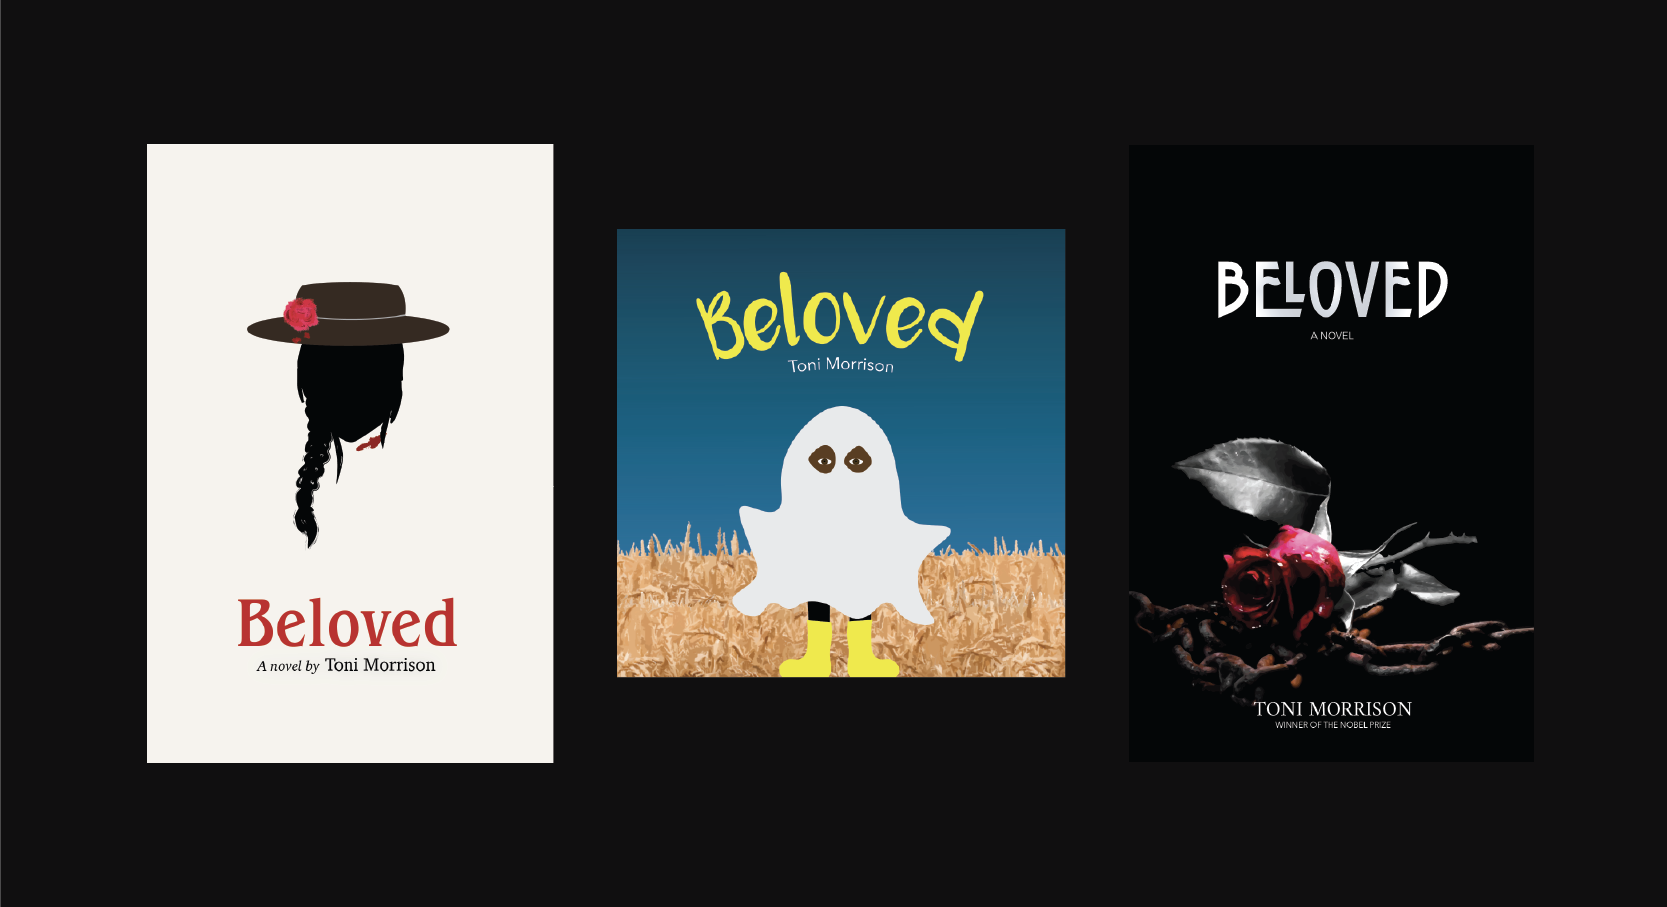 Beloved
A novel by Toni Morrison
Beloved
Toni Morrison
BELOVED
A NOVEL
TONI MORRISON
WINNER OF THE NOBEL PRIZE